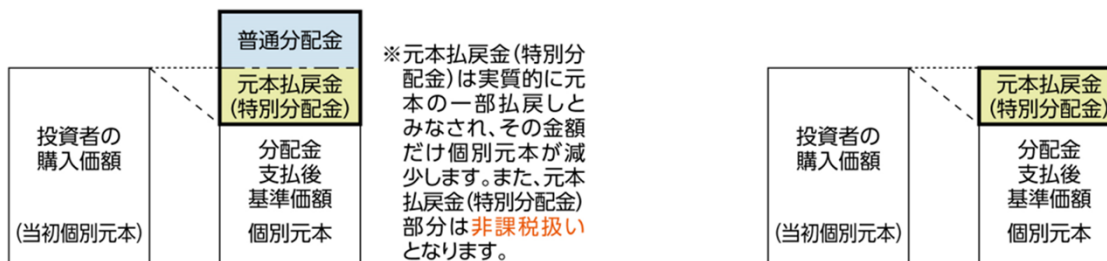 普通分配金
元本払戻金
(特別分配金)
投資者の
購入価額
(当初個別元本)
分配金
支払後
基準価額
個別元本
※元本払戻金(特別分
配金)は実質的に元
本の一部払戻しと
みなされ、その金額
だけ個別元本が減
少します。また、元本
払戻金(特別分配金)
部分は非課税扱い
となります。
投資者の
購入価額
(当初個別元本)
元本払戻金
(特別分配金)
分配金
支払後
基準価額
個別元本